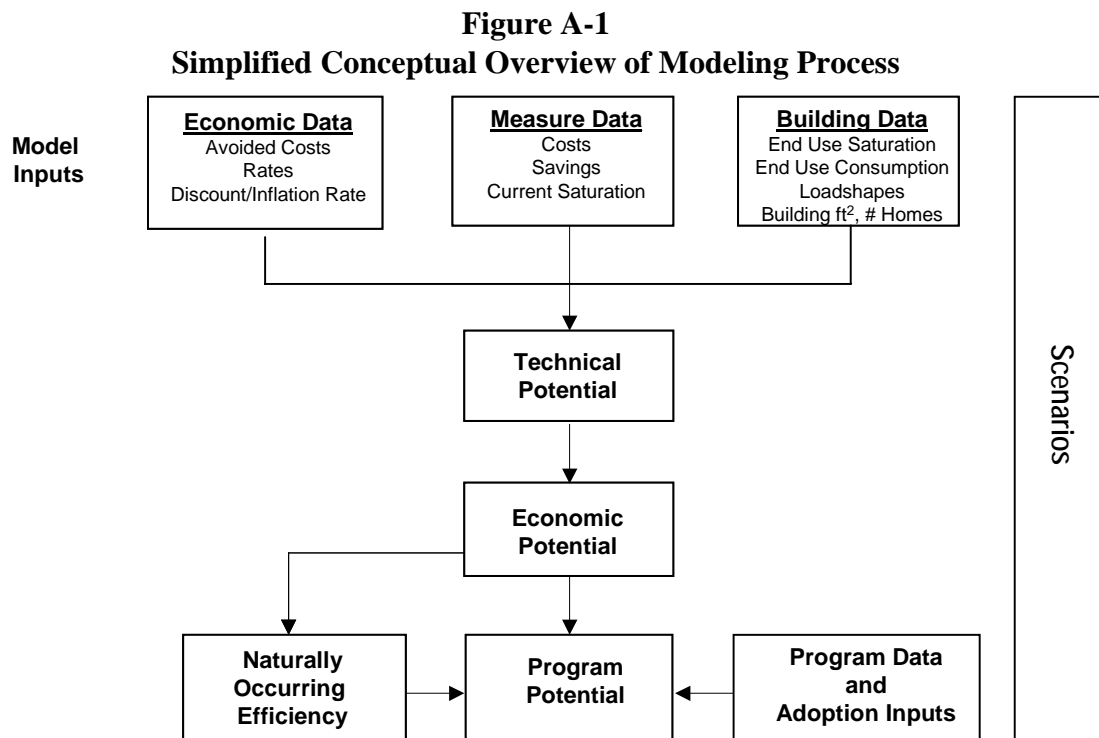 Figure A-1
Simplified Conceptual Overview of Modeling Process
Model
Inputs
Economic Data
Avoided Costs
Rates
Discount/Inflation Rate
Measure Data
Costs
Savings
Current Saturation
Building Data
End Use Saturation
End Use Consumption
Loadshapes
Building ft², # Homes
Scenarios
Technical
Potential
Economic
Potential
Naturally
Occurring
Efficiency
Program
Potential
Program Data
and
Adoption Inputs